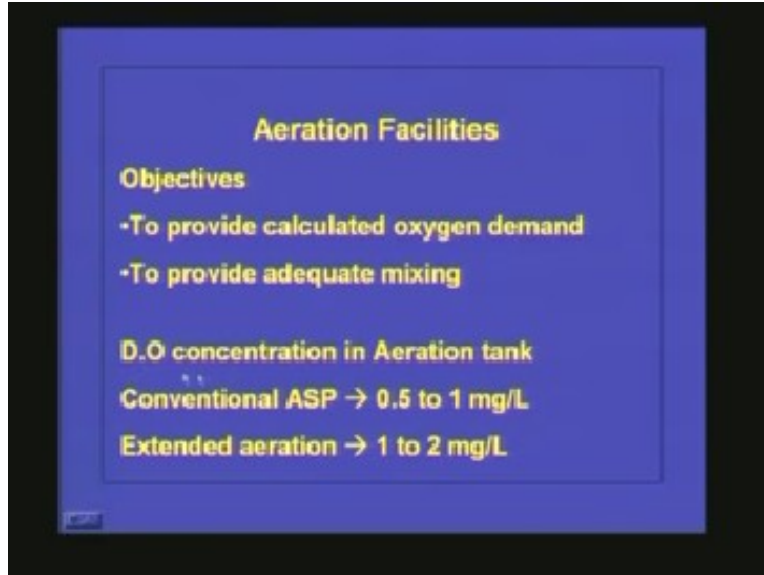 Aeration Facilities
Objectives
•To provide calculated oxygen demand
•To provide adequate mixing
D.O concentration in Aeration tank
Conventional ASP → 0.5 to 1 mg/L
Extended aeration → 1 to 2 mg/L